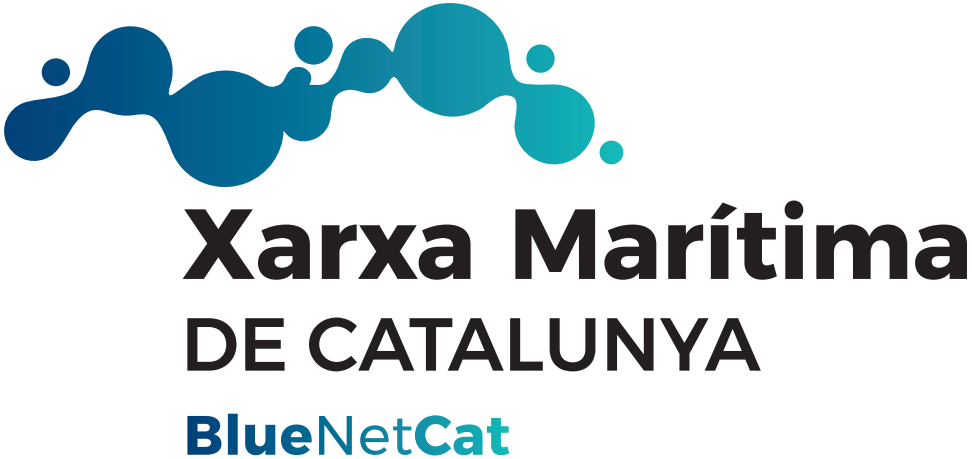 Xarxa Marítima
DE CATALUNYA
BlueNetCat